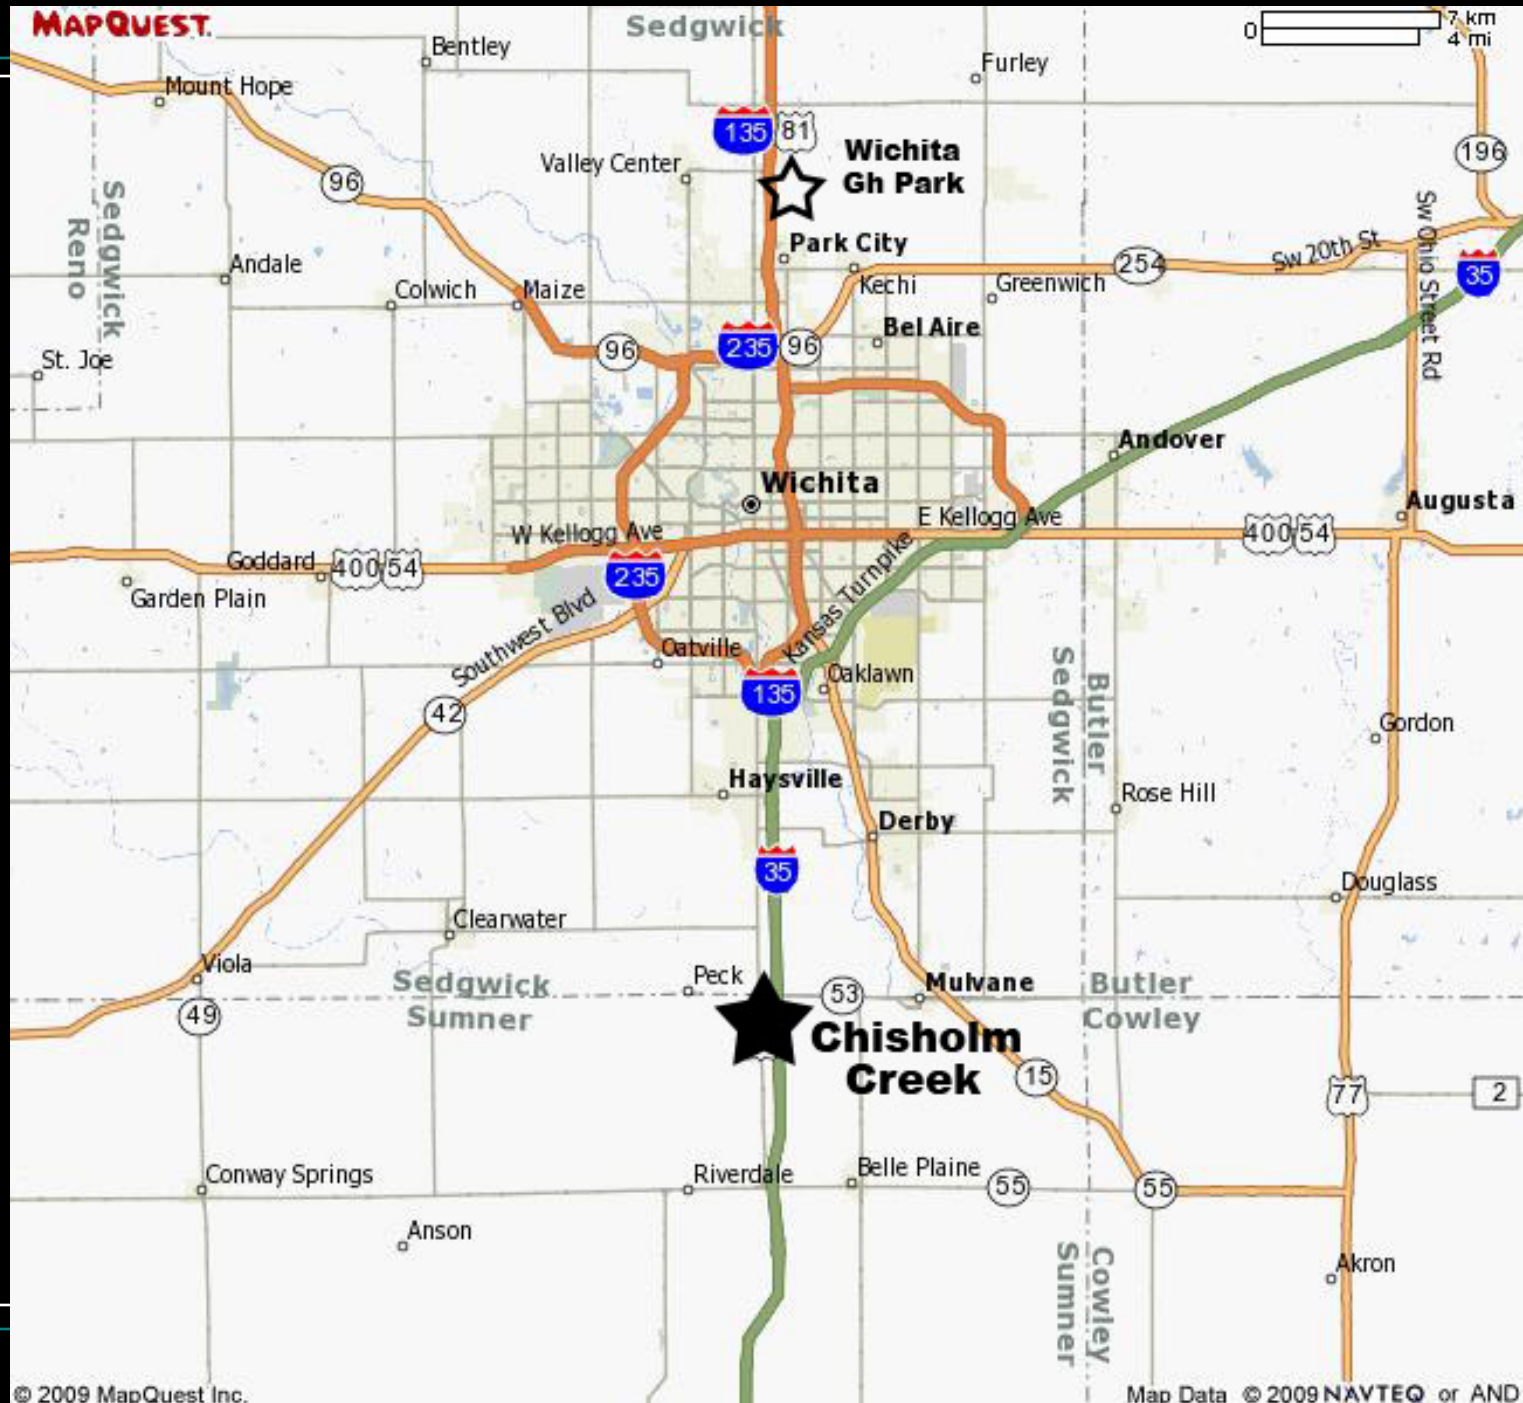 MAPQUEST.
Sedgwick
0
7 km
4 mi
Bentley
Furley
Mount Hope
135
81
Wichita
Gh Park
Valley Center
196
96
Sedgwick
Reno
Park City
Sw 20th St
Sw Ohio Street Rd
Andale
254
35
Kechi
Greenwich
Colwich
Maize
Bel Aire
96
235
96
St. Joe
Andover
Wichita
Augusta
W Kellogg Ave
E Kellogg Ave
400
54
Goddard
400
54
235
Garden Plain
Kansas Turnpike
Southwest Blvd
Oatville
Oaklawn
135
Butler
Sedgwick
42
Gordon
Haysville
Rose Hill
Derby
35
Douglass
Clearwater
Viola
Sedgwick
Sumner
Peck
53
Mulvane
Butler
Cowley
49
Chisholm
Creek
15
77
2
Conway Springs
Riverdale
Belle Plaine
55
55
Anson
Cowley
Sumner
Akron
© 2009 MapQuest Inc.
Map Data © 2009 NAVTEQ or AND